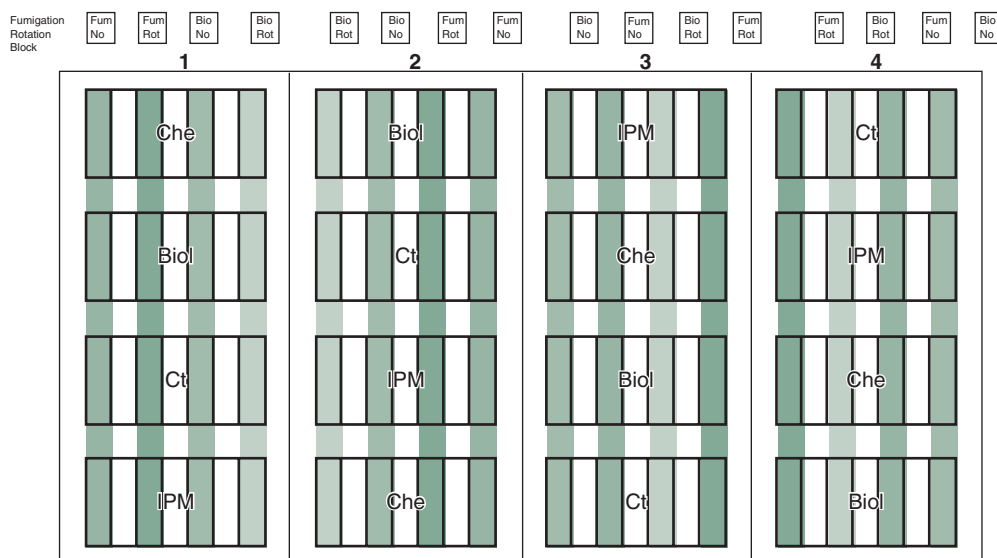 Fumigation
Rotation
Block
Fum
No
Fum
Rot
Bio
No
Bio
Rot
Bio
Rot
Bio
No
Fum
Rot
Fum
No
Bio
No
Fum
No
Bio
Rot
Fum
Rot
Fum
Rot
Bio
Rot
Fum
No
Bio
No
1 2 3 4
Che Biol IPM Ct
Biol Ct Che IPM
Ct IPM Biol Che
IPM Che Ct Biol